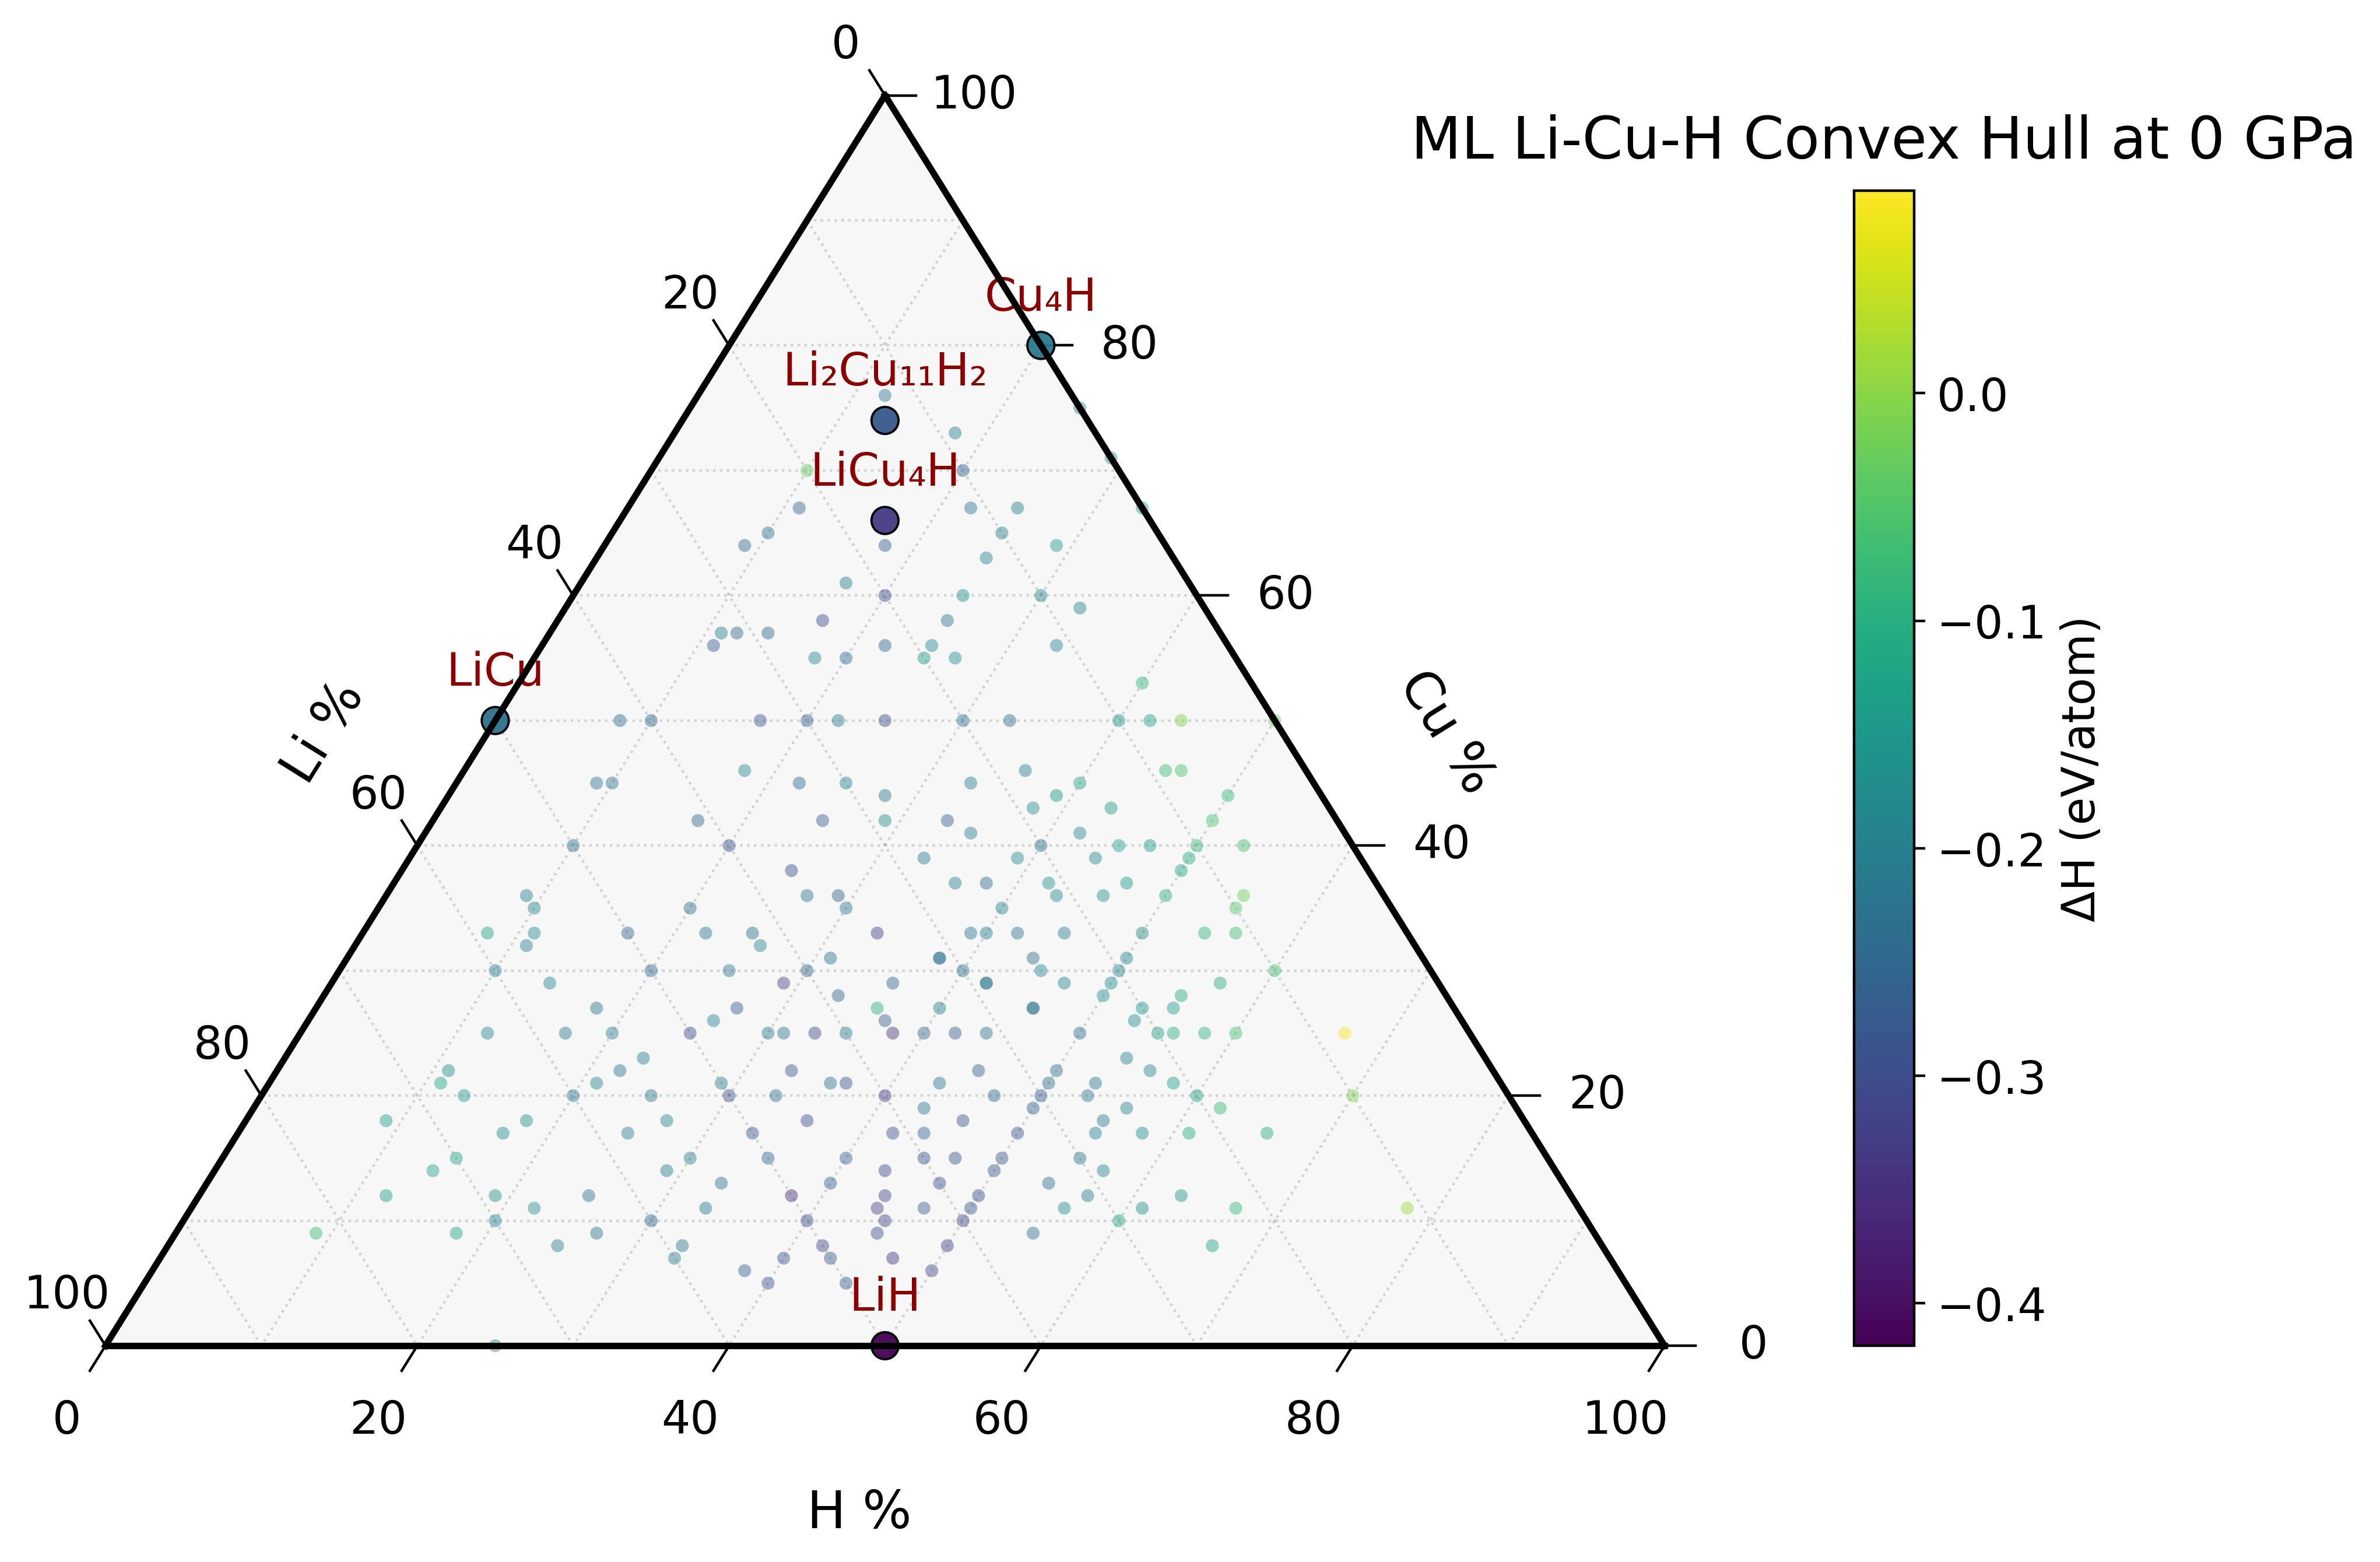 ML Li-Cu-H Convex Hull at 0 GPa
0
100
20
Cu₄H
80
Li₂Cu₁₁H₂
LiCu₄H
40
60
LiCu
Li %
Cu %
60
40
80
20
100
LiH
0
0
20
40
60
80
100
H %
0.0
−0.1
−0.2
−0.3
−0.4
ΔH (eV/atom)